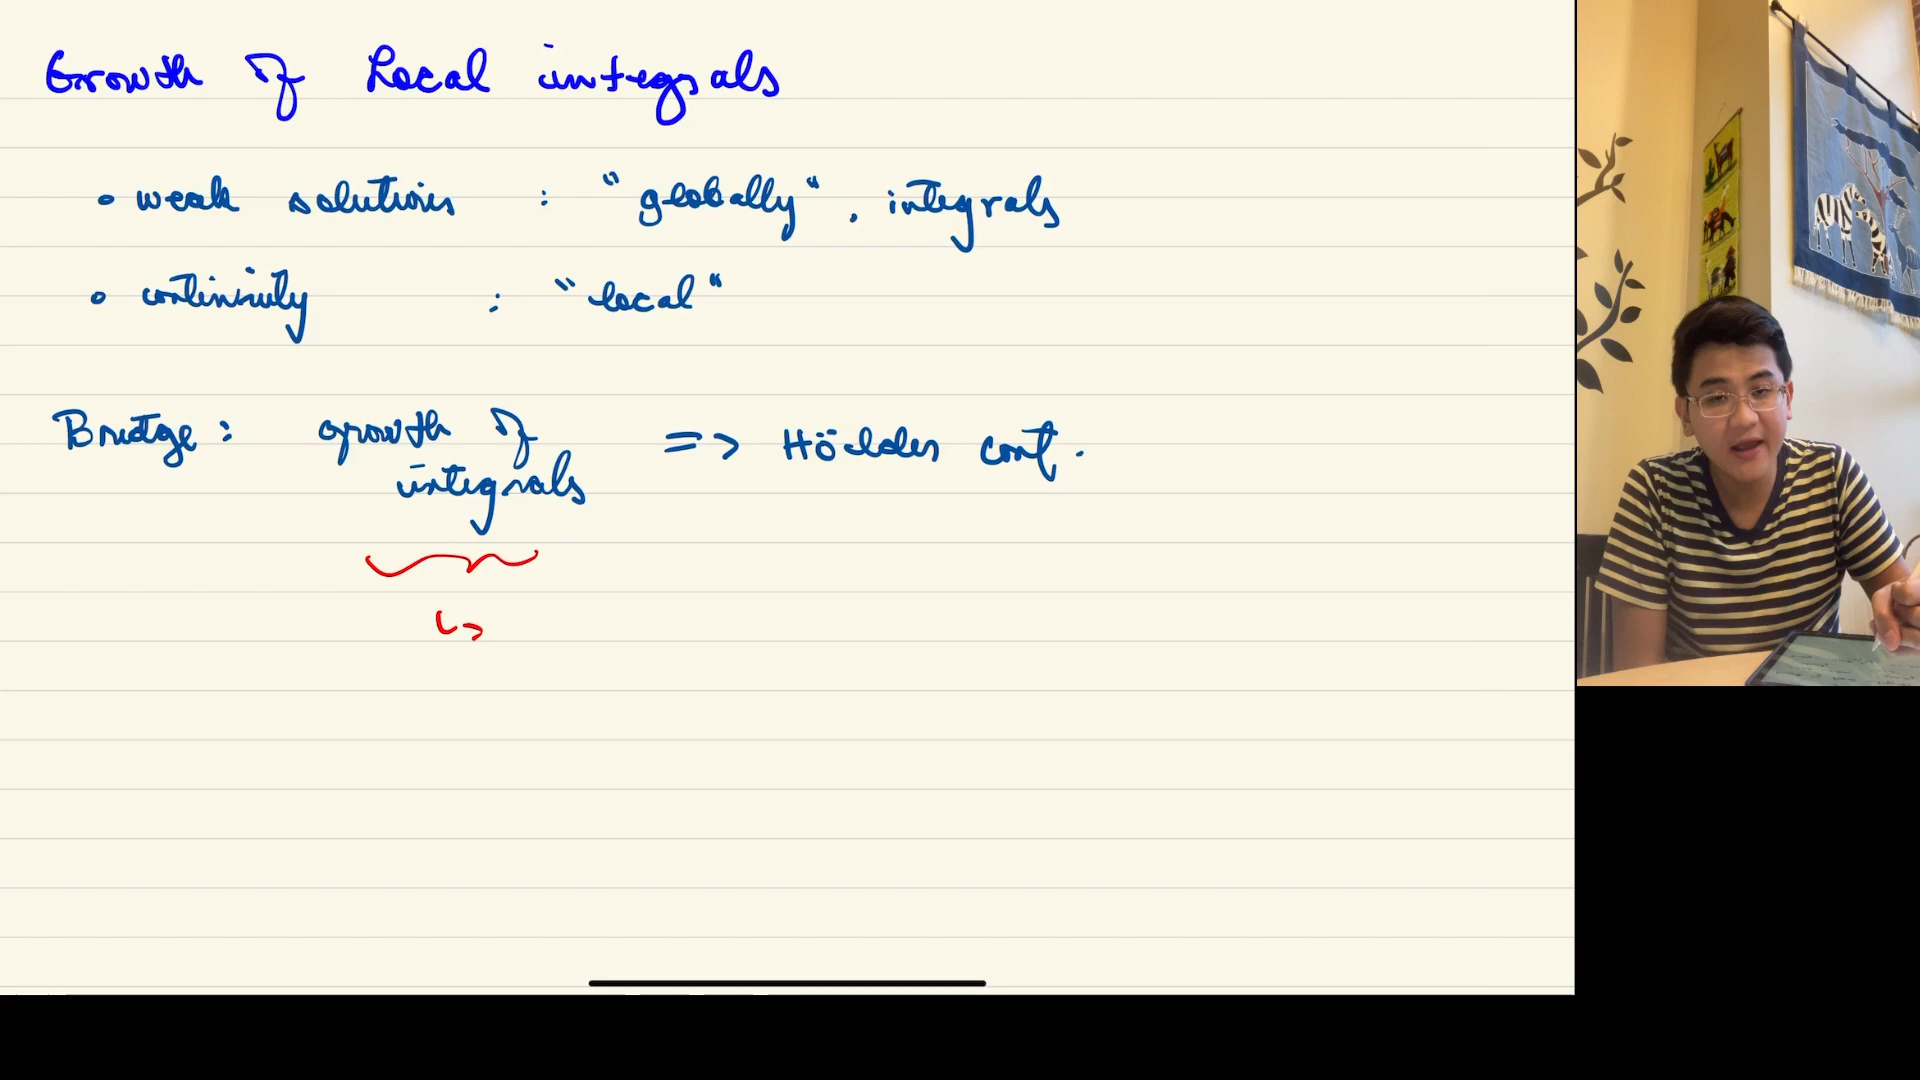 Growth of Local integrals
• weak solutions : "globally", integrals
• continuity : "local"
Bridge: growth of integrals => Hölder cont.